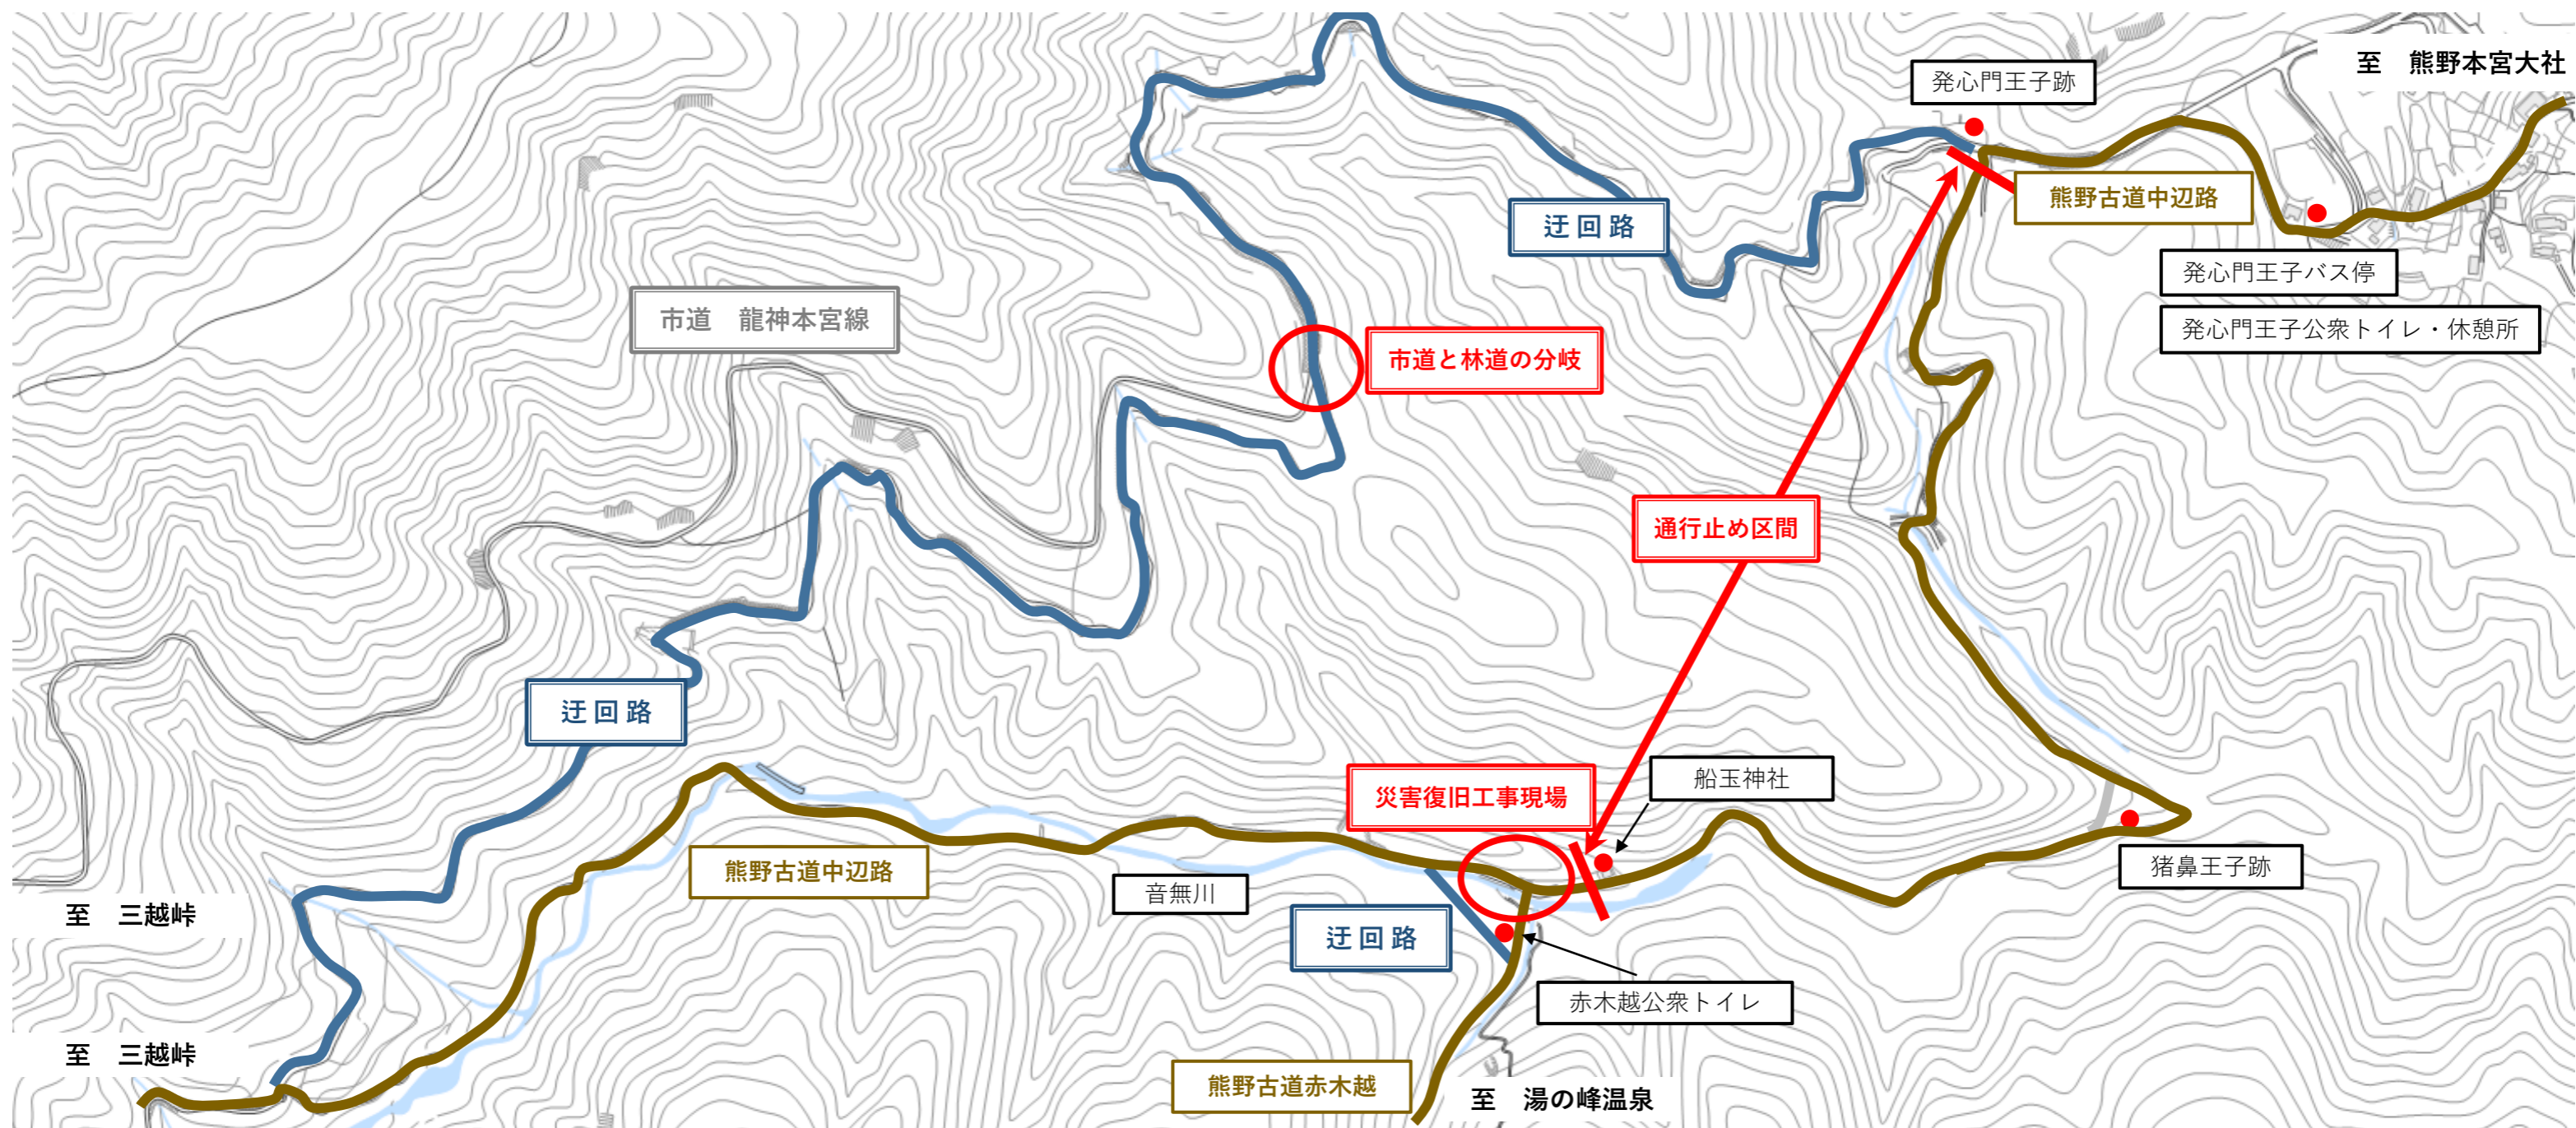 至　熊野本宮大社
発心門王子跡
熊野古道中辺路
迂回路
発心門王子バス停
発心門王子公衆トイレ・休憩所
市道　龍神本宮線
市道と林道の分岐
通行止め区間
迂回路
災害復旧工事現場
船玉神社
熊野古道中辺路
音無川
猪鼻王子跡
至　三越峠
迂回路
赤木越公衆トイレ
至　三越峠
熊野古道赤木越
至　湯の峰温泉